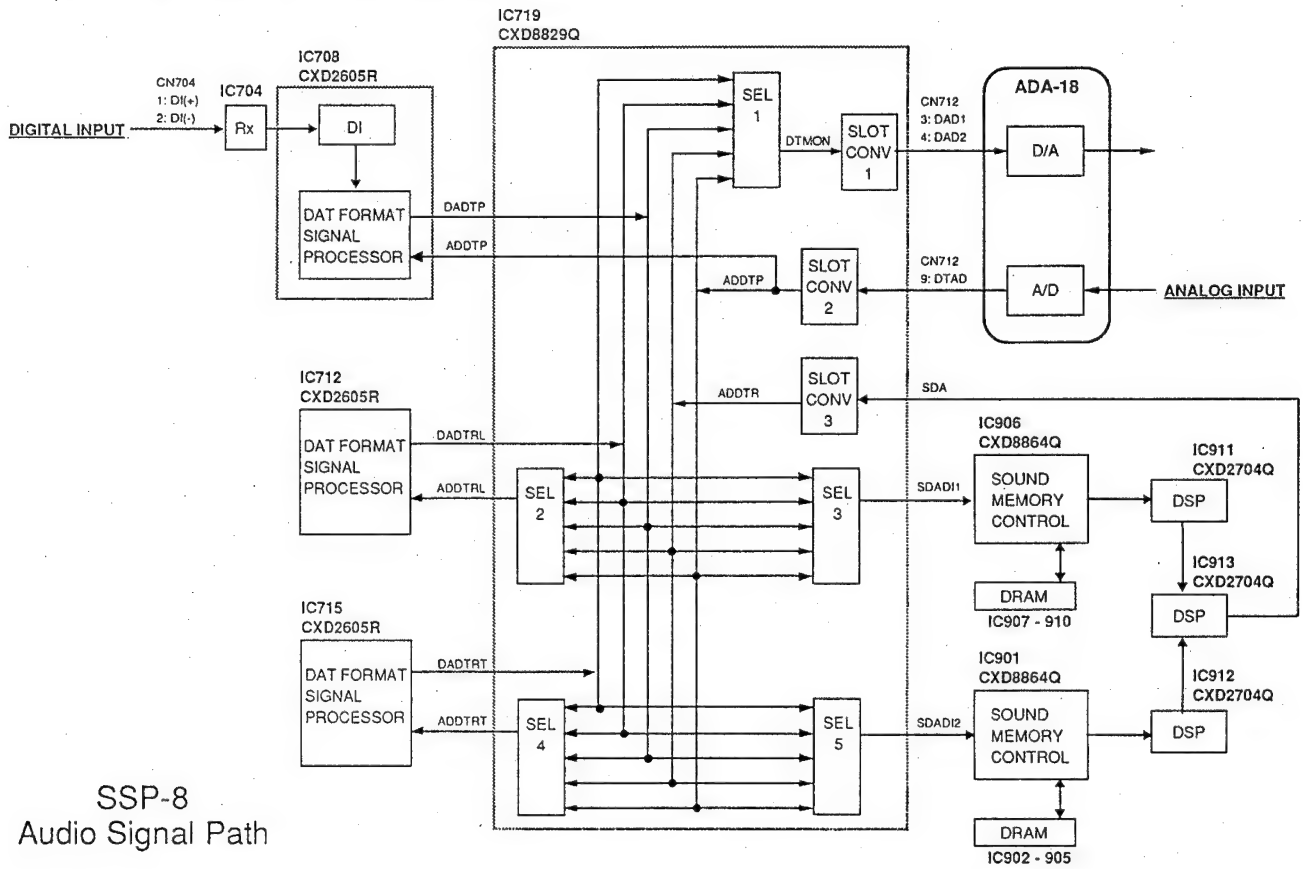 IC719
CXD8829Q
IC708
CXD2605R
CN704
1: DI(+)
2: DI(-)
IC704
DIGITAL INPUT
Rx
DI
DAT FORMAT
SIGNAL
PROCESSOR
DADTP
ADDTP
SEL
1
DTMON
SLOT
CONV
1
CN712
3: DAD1
4: DAD2
ADA-18
D/A
ADDTP
SLOT
CONV
2
CN712
9: DTAD
A/D
ANALOG INPUT
IC712
CXD2605R
DAT FORMAT
SIGNAL
PROCESSOR
DADTRL
ADDTRL
ADDTR
SLOT
CONV
3
SDA
SEL
2
SEL
3
SDADI1
IC906
CXD8864Q
SOUND
MEMORY
CONTROL
DRAM
IC907 - 910
IC911
CXD2704Q
DSP
IC913
CXD2704Q
DSP
IC715
CXD2605R
DAT FORMAT
SIGNAL
PROCESSOR
DADTRT
ADDTRT
SEL
4
SEL
5
SDADI2
IC901
CXD8864Q
SOUND
MEMORY
CONTROL
DRAM
IC902 - 905
IC912
CXD2704Q
DSP
SSP-8
Audio Signal Path